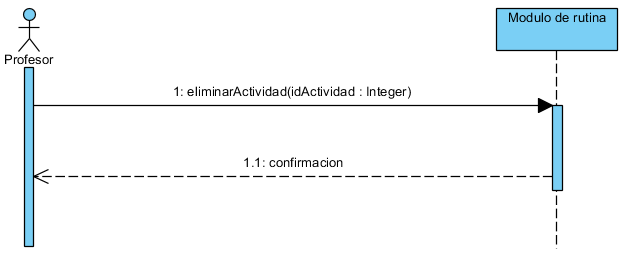 Modulo de rutina
Profesor
1: eliminarActividad(idActividad : Integer)
1.1: confirmacion